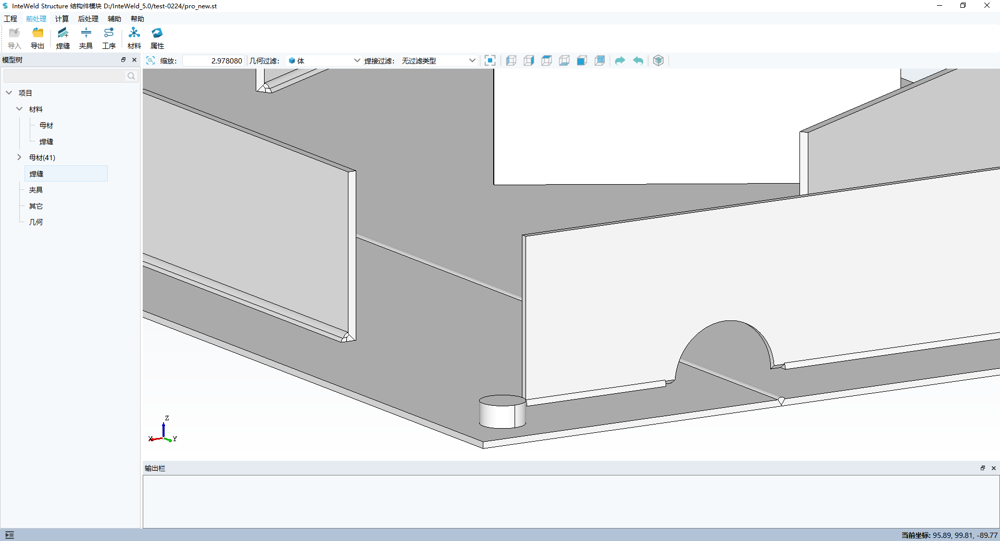 InteWeld Structure 结构件模块 D:/InteWeld_5.0/test-0224/pro_new.st
工程 前处理 计算 后处理 辅助 帮助
导入 导出 焊缝 夹具 工序 材料 属性
模型树
缩放: 2.978080 几何过滤: 体 焊接过滤: 无过滤类型
项目
材料
母材
焊缝
母材(41)
焊缝
夹具
其它
几何
Z
X Y
输出栏
当前坐标: 95.89, 99.81, -89.77